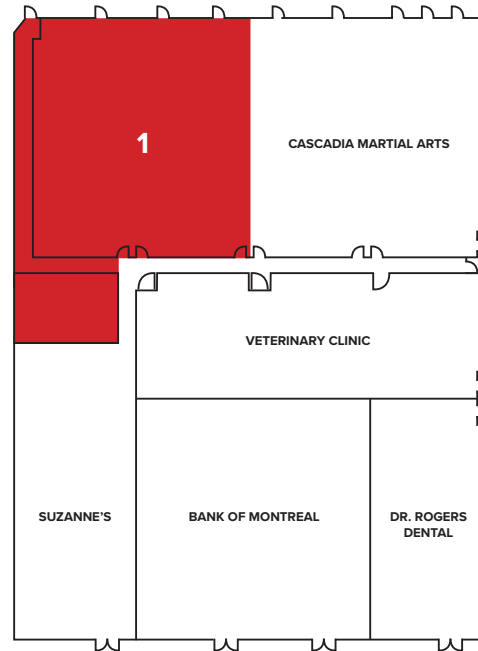 1
CASCADIA MARTIAL ARTS
VETERINARY CLINIC
SUZANNE’S
BANK OF MONTREAL
DR. ROGERS
DENTAL